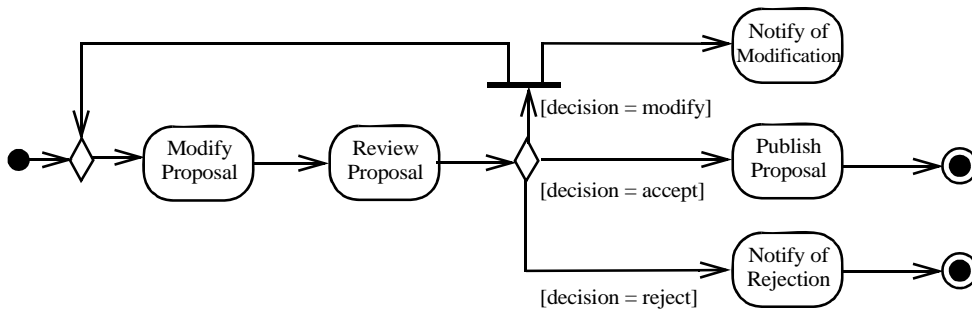 Notify of
Modification
[decision = modify]
Modify
Proposal
Review
Proposal
Publish
Proposal
[decision = accept]
Notify of
Rejection
[decision = reject]